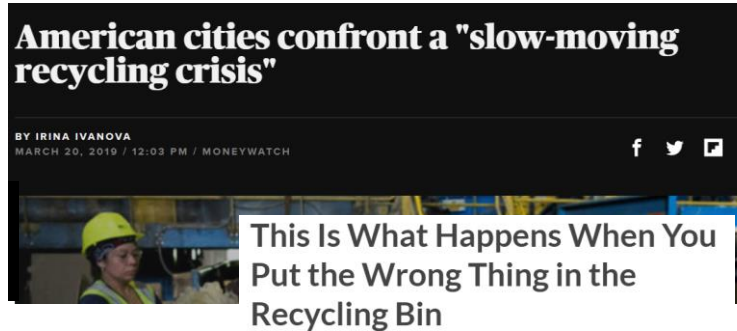 American cities confront a "slow-moving
recycling crisis"
BY IRINA IVANOVA
MARCH 20, 2019 / 12:03 PM / MONEYWATCH
This Is What Happens When You
Put the Wrong Thing in the
Recycling Bin